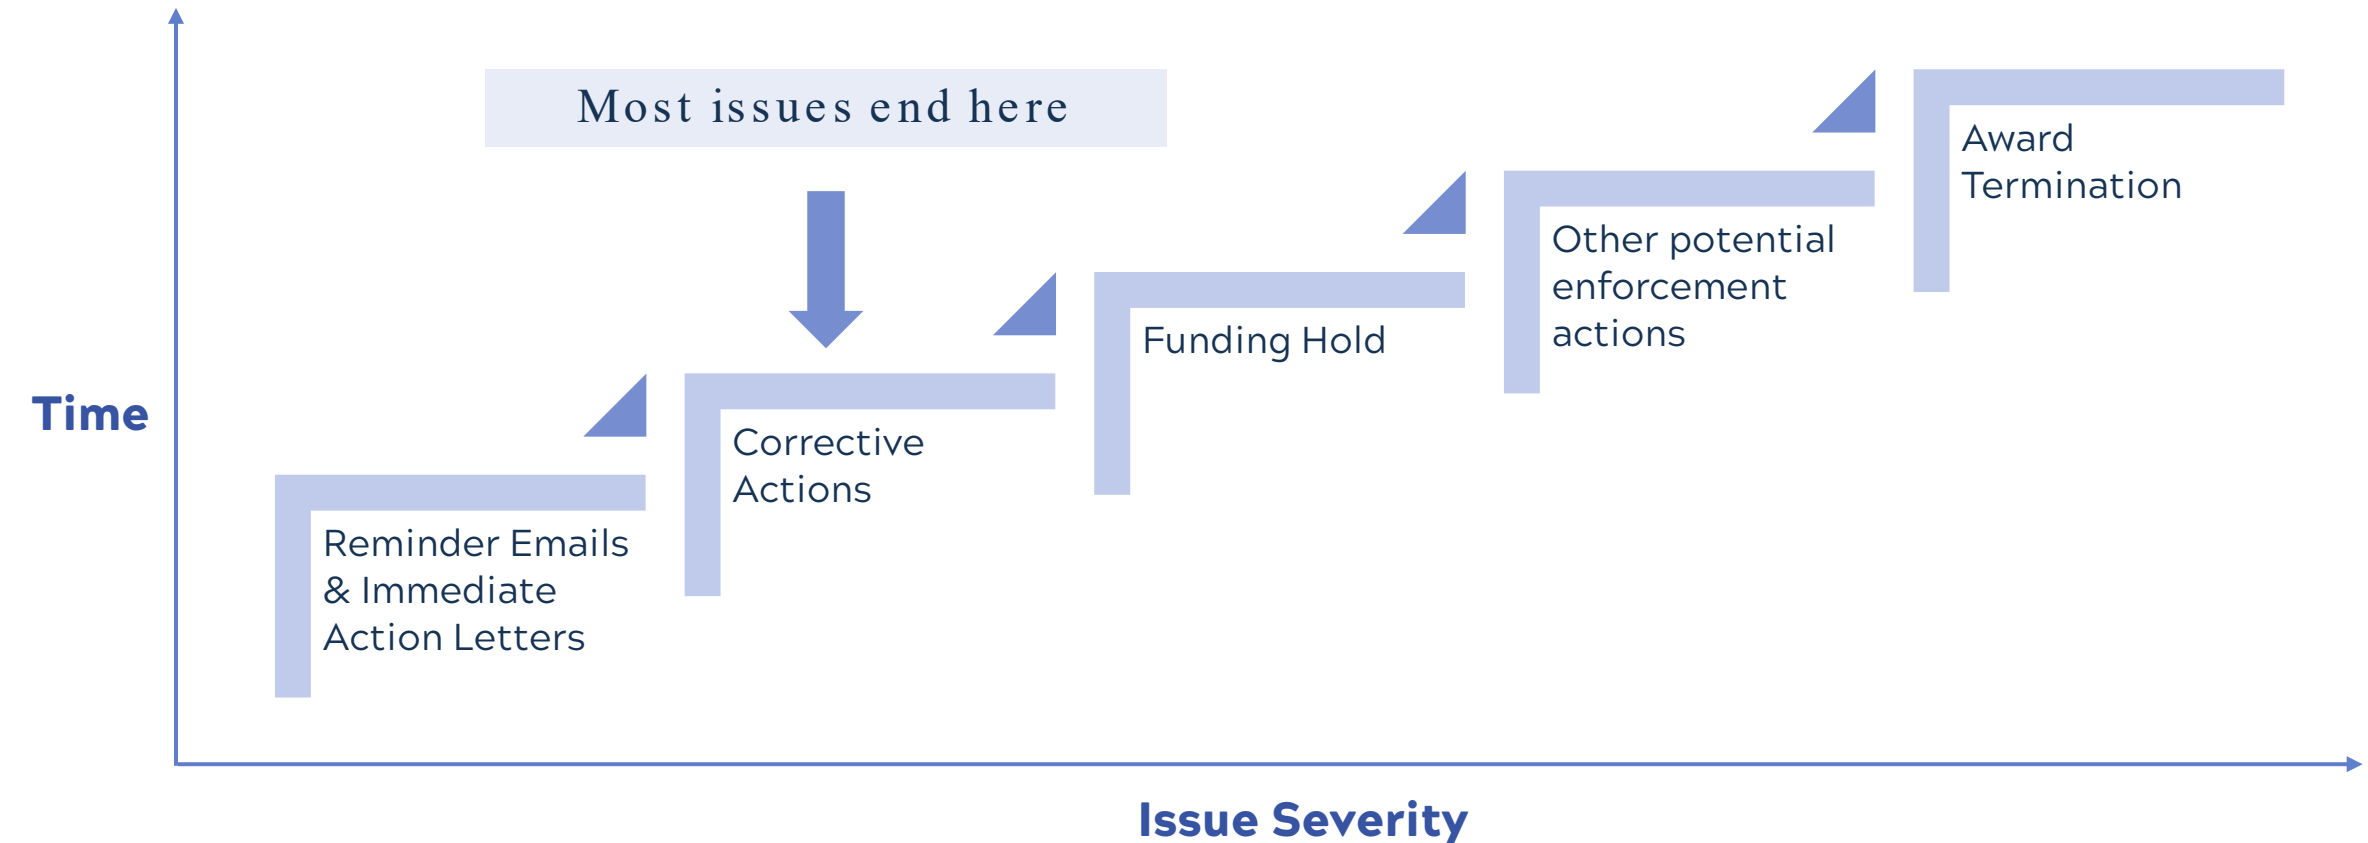 Most issues end here
Time
Reminder Emails
& Immediate
Action Letters
Corrective
Actions
Funding Hold
Other potential
enforcement
actions
Award
Termination
Issue Severity